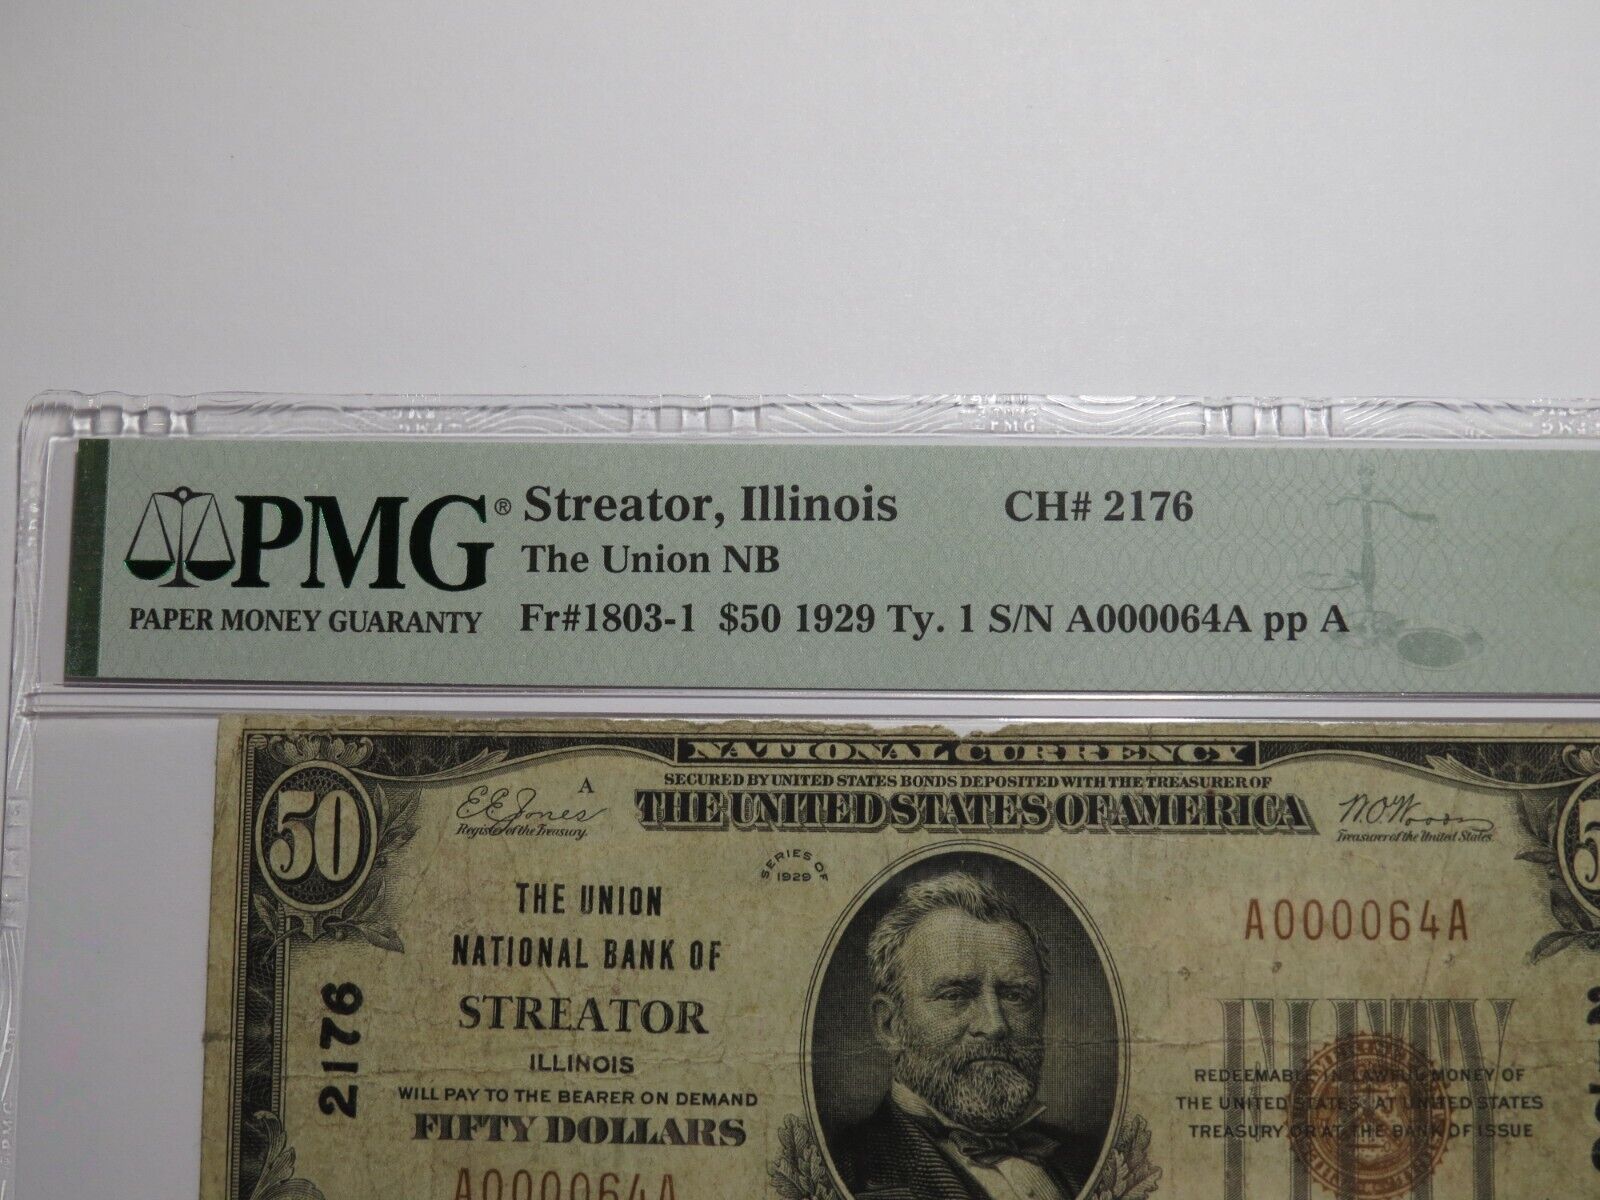 PMG® Streator, Illinois CH# 2176
The Union NB
PAPER MONEY GUARANTY Fr#1803-1 $50 1929 Ty. 1 S/N A000064A pp A
NATIONAL CURRENCY
SECURED BY UNITED STATES BONDS DEPOSITED WITH THE TREASURER OF
THE UNITED STATES OF AMERICA
50
A
E E Jones
Register of the Treasury.
W.O. Woods
Treasurer of the United States.
SERIES OF
1929
THE UNION
NATIONAL BANK OF
STREATOR
ILLINOIS
WILL PAY TO THE BEARER ON DEMAND
FIFTY DOLLARS
2176
A000064A
A000064A
FIFTY
REDEEMABLE IN LAWFUL MONEY OF
THE UNITED STATES AT UNITED STATES
TREASURY OR AT THE BANK OF ISSUE